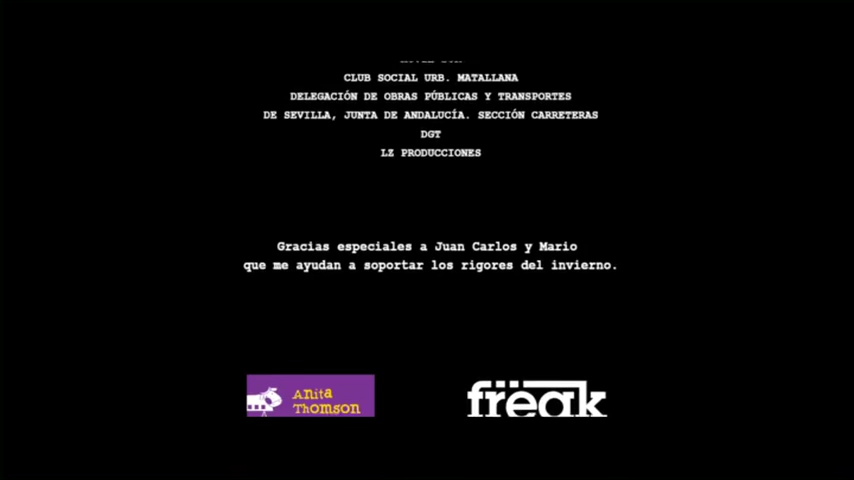 CLUB SOCIAL URB. MATALLANA
DELEGACIÓN DE OBRAS PÚBLICAS Y TRANSPORTES
DE SEVILLA, JUNTA DE ANDALUCÍA. SECCIÓN CARRETERAS
DGT
LZ PRODUCCIONES
Gracias especiales a Juan Carlos y Mario
que me ayudan a soportar los rigores del invierno.
Anita
Thomson
freak